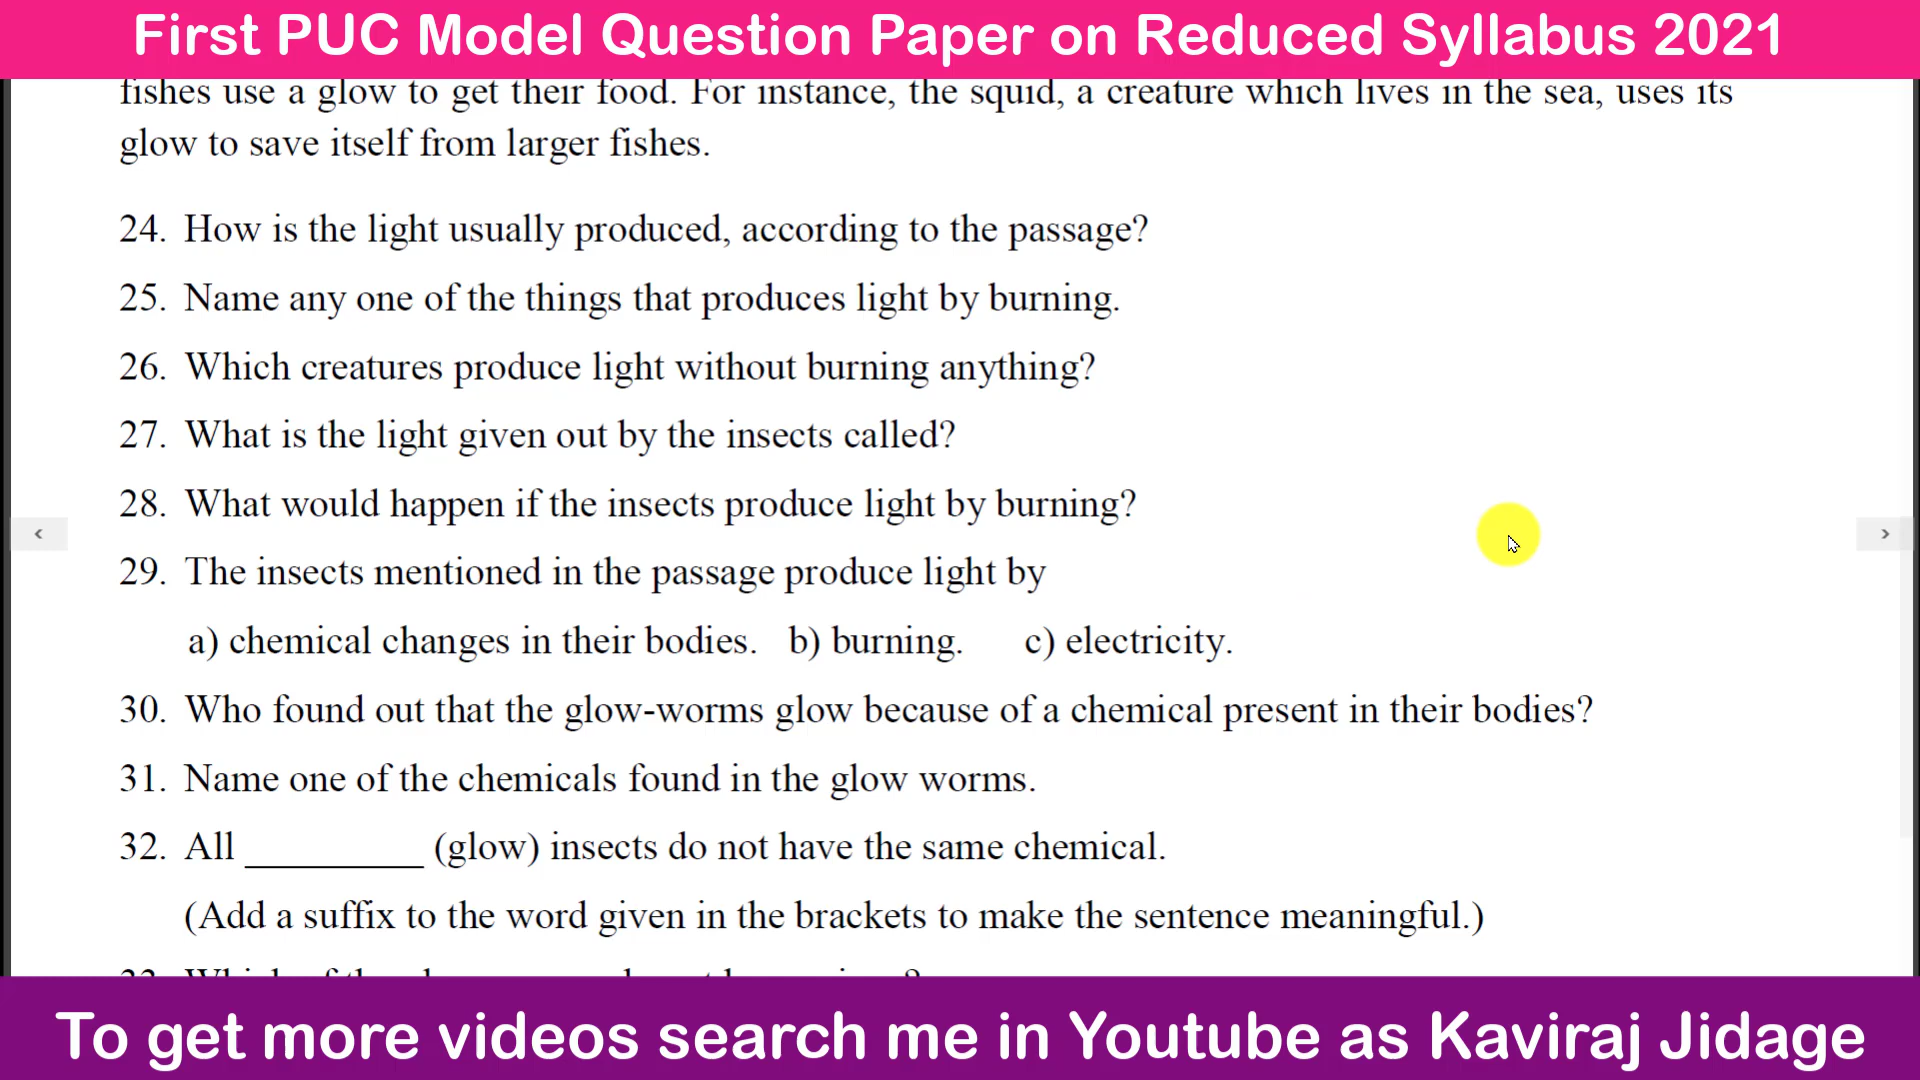 First PUC Model Question Paper on Reduced Syllabus 2021
fishes use a glow to get their food. For instance, the squid, a creature which lives in the sea, uses its
glow to save itself from larger fishes.
24. How is the light usually produced, according to the passage?
25. Name any one of the things that produces light by burning.
26. Which creatures produce light without burning anything?
27. What is the light given out by the insects called?
28. What would happen if the insects produce light by burning?
29. The insects mentioned in the passage produce light by
a) chemical changes in their bodies. b) burning. c) electricity.
30. Who found out that the glow-worms glow because of a chemical present in their bodies?
31. Name one of the chemicals found in the glow worms.
32. All _________ (glow) insects do not have the same chemical.
(Add a suffix to the word given in the brackets to make the sentence meaningful.)
To get more videos search me in Youtube as Kaviraj Jidage